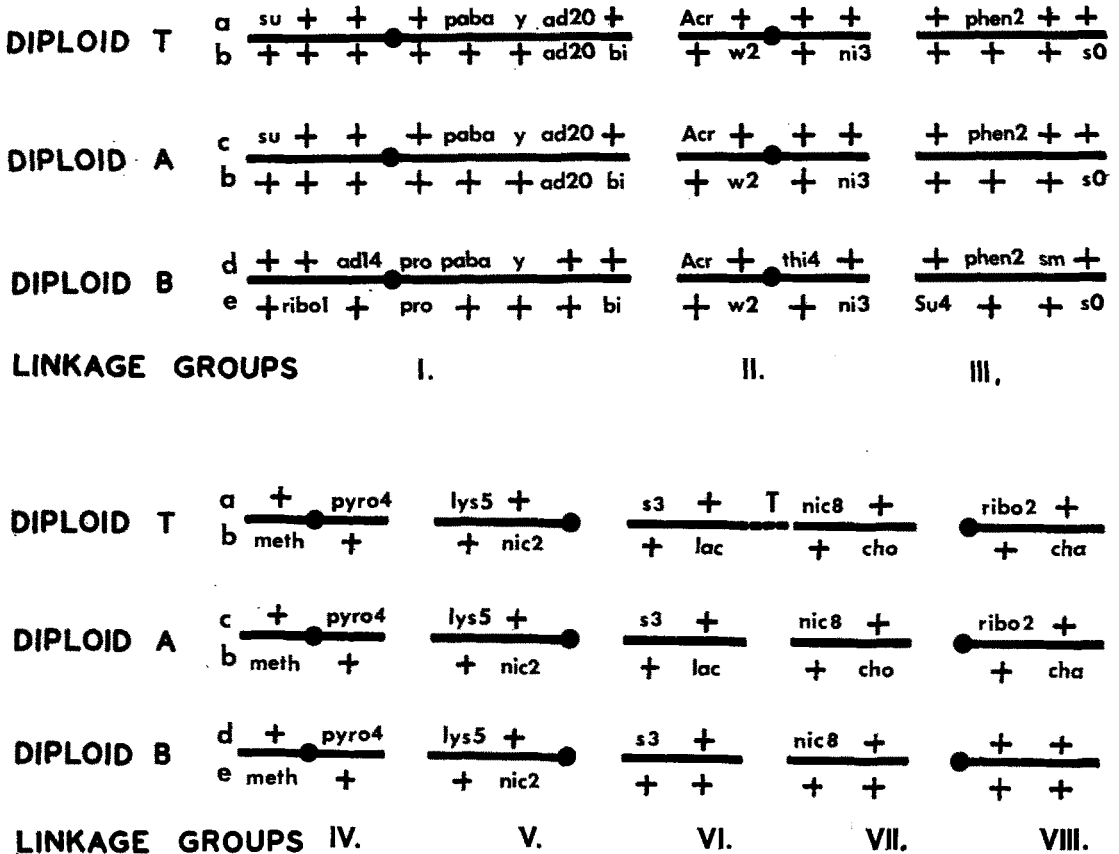 a su + + + paba y ad20 + Acr + + + + phen2 + +
DIPLOID T
b + + + + + + ad20 bi + w2 + ni3 + + + s0
c su + + + paba y ad20 + Acr + + + + phen2 + +
DIPLOID A
b + + + + + + ad20 bi + w2 + ni3 + + + s0
d + + ad14 pro paba y + + Acr + thi4 + + phen2 sm +
DIPLOID B
e + ribo1 + pro + + + bi + w2 + ni3 Su4 + + s0
LINKAGE GROUPS I. II. III.
a + pyro4 lys5 + s3 + T nic8 + ribo2 +
DIPLOID T
b meth + + nic2 + lac + cho + cha
c + pyro4 lys5 + s3 + nic8 + ribo2 +
DIPLOID A
b meth + + nic2 + lac + cho + cha
d + pyro4 lys5 + s3 + nic8 + + +
DIPLOID B
e meth + + nic2 + + + + + +
LINKAGE GROUPS IV. V. VI. VII. VIII.